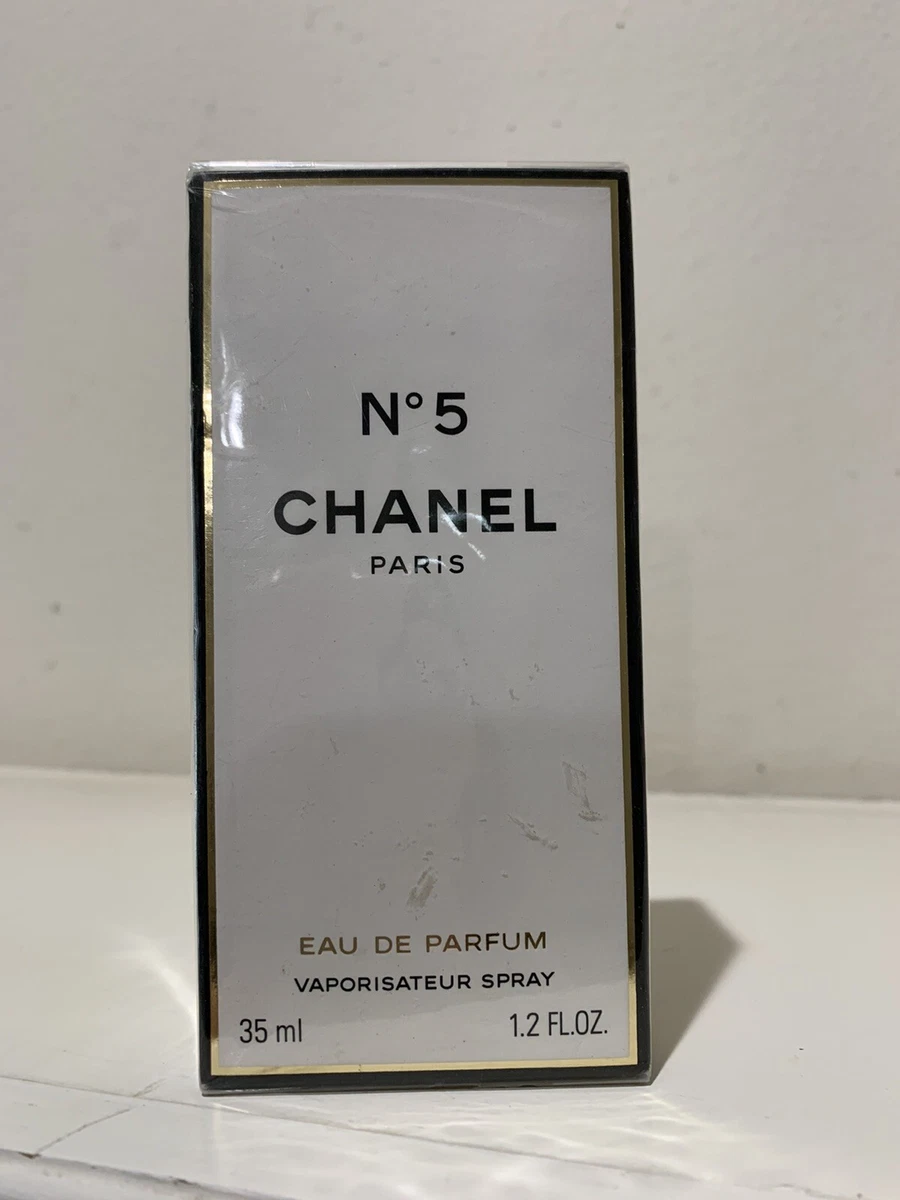 N°5
CHANEL
PARIS
EAU DE PARFUM
VAPORISATEUR SPRAY
35 ml 1.2 FL.OZ.